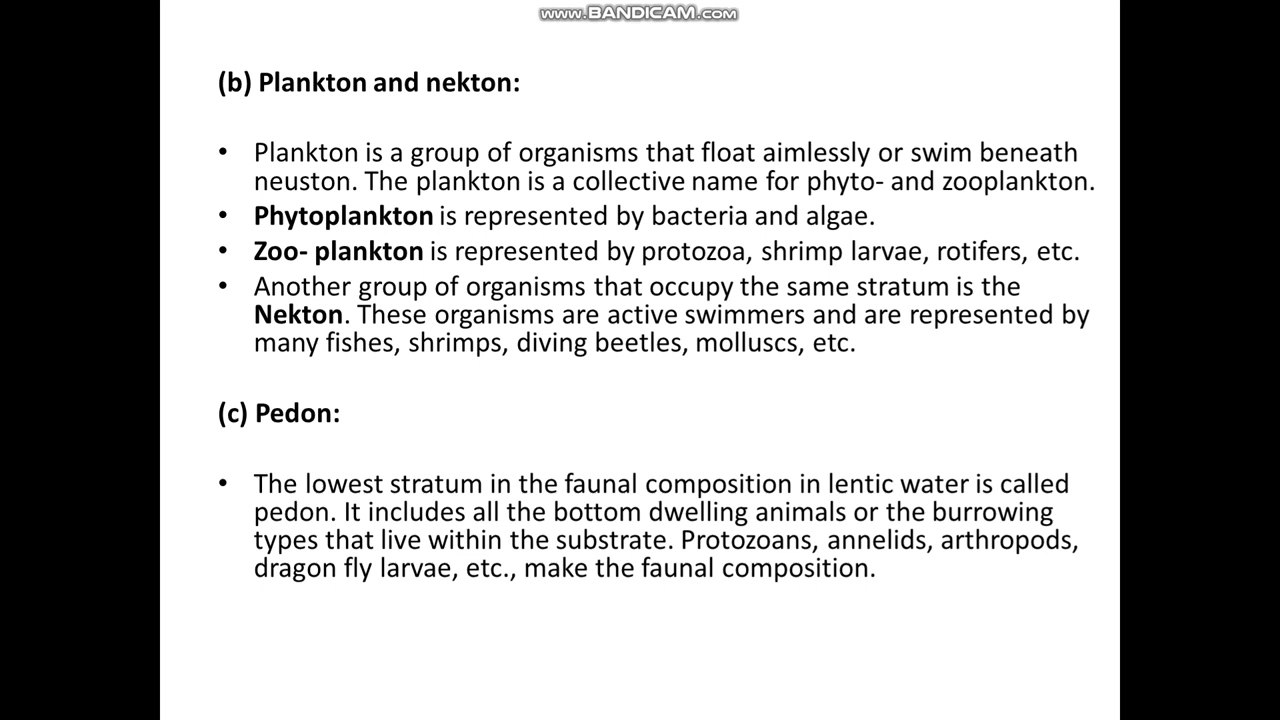 www.BANDICAM.com
(b) Plankton and nekton:
• Plankton is a group of organisms that float aimlessly or swim beneath
neuston. The plankton is a collective name for phyto- and zooplankton.
• Phytoplankton is represented by bacteria and algae.
• Zoo- plankton is represented by protozoa, shrimp larvae, rotifers, etc.
• Another group of organisms that occupy the same stratum is the
Nekton. These organisms are active swimmers and are represented by
many fishes, shrimps, diving beetles, molluscs, etc.
(c) Pedon:
• The lowest stratum in the faunal composition in lentic water is called
pedon. It includes all the bottom dwelling animals or the burrowing
types that live within the substrate. Protozoans, annelids, arthropods,
dragon fly larvae, etc., make the faunal composition.